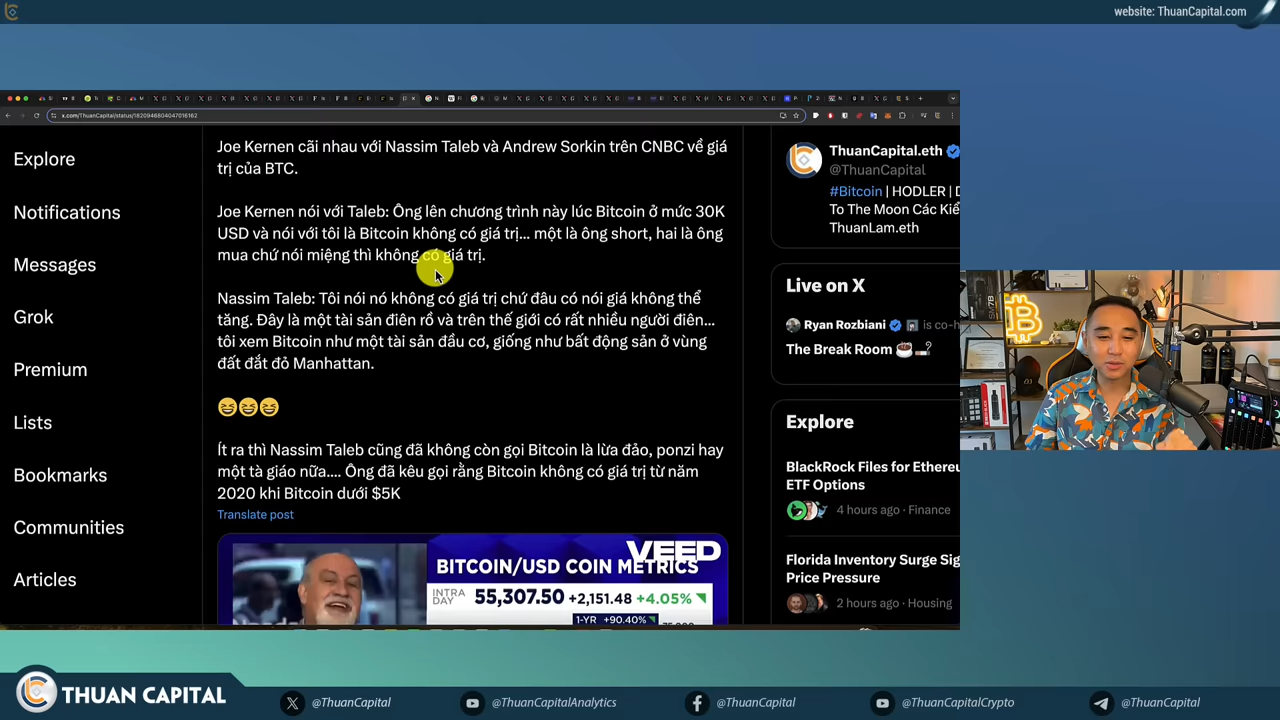 website: ThuanCapital.com
x.com/ThuanCapital/status/1820946804047016162
Explore
Notifications
Messages
Grok
Premium
Lists
Bookmarks
Communities
Articles
Joe Kernen cãi nhau với Nassim Taleb và Andrew Sorkin trên CNBC về giá
trị của BTC.
Joe Kernen nói với Taleb: Ông lên chương trình này lúc Bitcoin ở mức 30K
USD và nói với tôi là Bitcoin không có giá trị... một là ông short, hai là ông
mua chứ nói miệng thì không có giá trị.
Nassim Taleb: Tôi nói nó không có giá trị chứ đâu có nói giá không thể
tăng. Đây là một tài sản điên rồ và trên thế giới có rất nhiều người điên...
tôi xem Bitcoin như một tài sản đầu cơ, giống như bất động sản ở vùng
đất đắt đỏ Manhattan.
😆😆😆
Ít ra thì Nassim Taleb cũng đã không còn gọi Bitcoin là lừa đảo, ponzi hay
một tà giáo nữa.... Ông đã kêu gọi rằng Bitcoin không có giá trị từ năm
2020 khi Bitcoin dưới $5K
Translate post
VEED
BITCOIN/USD COIN METRICS
INTRA
DAY
55,307.50 +2,151.48 +4.05%
1-YR +90.40%
ThuanCapital.eth
@ThuanCapital
#Bitcoin | HODLER | D
To The Moon Các Kiể
ThuanLam.eth
Live on X
Ryan Rozbiani is co-h
The Break Room
Explore
BlackRock Files for Ethereu
ETF Options
4 hours ago · Finance
Florida Inventory Surge Sig
Price Pressure
2 hours ago · Housing
THUAN CAPITAL
@ThuanCapital
@ThuanCapitalAnalytics
@ThuanCapital
@ThuanCapitalCrypto
@ThuanCapital